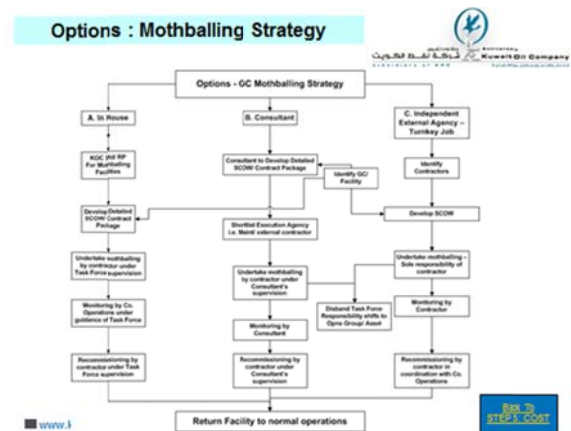 Options : Mothballing Strategy
Anniversary
شركة نفط الكويت
Kuwait Oil Company
Options - GC Mothballing Strategy
A. In House
B. Consultant
C. Independent
External Agency –
Turnkey Job
KOC
RP
For Mothballing
Facilities
Consultant to Develop Detailed
SCOW/ Contract Package
Identify GC/
Facility
Identify
Contractors
Develop Detailed
SCOW/ Contract
Package
Shortlist Execution Agency
i.e. Maint/ external contractor
Develop SCOW
Undertake mothballing
by contractor under
Task Force supervision
Undertake mothballing
by contractor under
Consultant's
supervision
Undertake mothballing –
Sole responsibility of
contractor
Disband Task Force
Responsibility shifts to
Opns Group/ Asset
Monitoring by Co.
Operations under
guidance of Task Force
Monitoring by
Consultant
Monitoring by
Contractor
Recommissioning by
contractor under Task
Force supervision
Recommissioning by
contractor under
Consultant's
supervision
Recommissioning by
contractor in
coordination with Co.
Operations
Return Facility to normal operations
Back To
STEPS COST
www.k